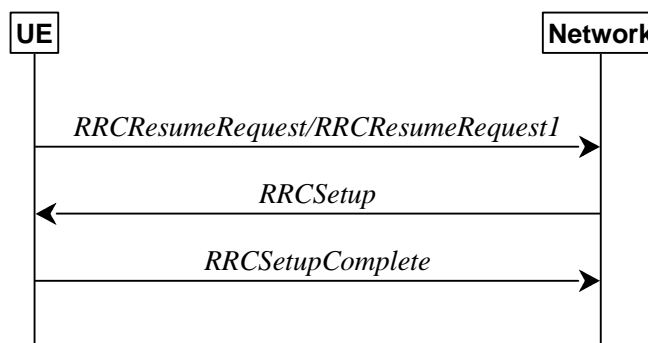 UE
Network
RRCResumeRequest/RRCResumeRequest1
RRCSetup
RRCSetupComplete